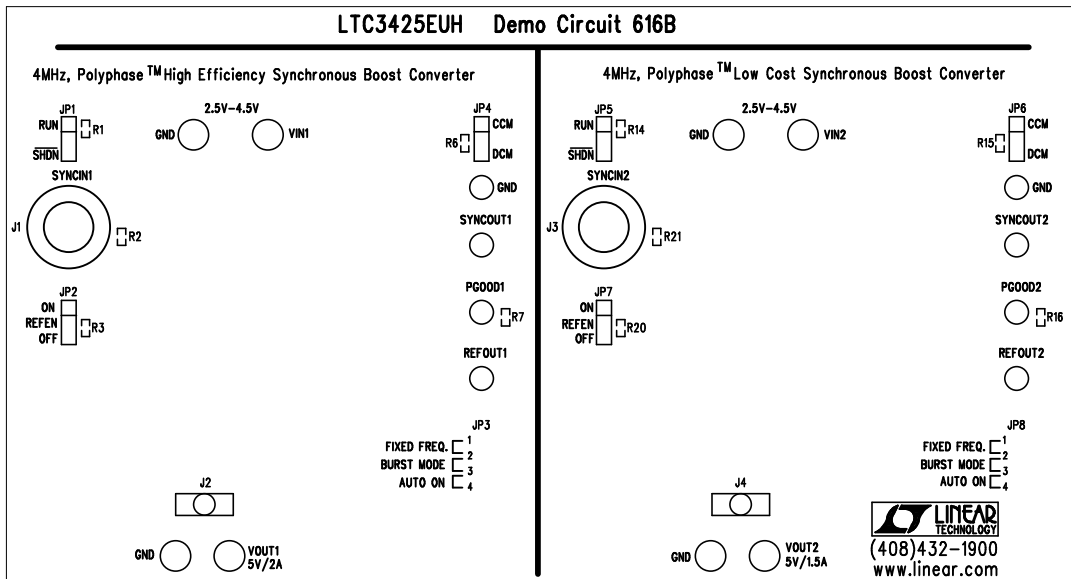 LTC3425EUH Demo Circuit 616B
4MHz, Polyphase™ High Efficiency Synchronous Boost Converter
JP1
RUN
R1
SHDN
2.5V-4.5V
GND
VIN1
JP4
CCM
R6
DCM
GND
SYNCIN1
J1
R2
SYNCOUT1
JP2
ON
REFEN
OFF
R3
PGOOD1
R7
REFOUT1
JP3
FIXED FREQ. 1
2
BURST MODE 3
AUTO ON 4
J2
GND
VOUT1
5V/2A
4MHz, Polyphase™ Low Cost Synchronous Boost Converter
JP5
RUN
R14
SHDN
2.5V-4.5V
GND
VIN2
JP6
CCM
R15
DCM
GND
SYNCIN2
J3
R21
SYNCOUT2
JP7
ON
REFEN
OFF
R20
PGOOD2
R16
REFOUT2
JP8
FIXED FREQ. 1
2
BURST MODE 3
AUTO ON 4
J4
GND
VOUT2
5V/1.5A
LINEAR
TECHNOLOGY
(408)432-1900
www.linear.com